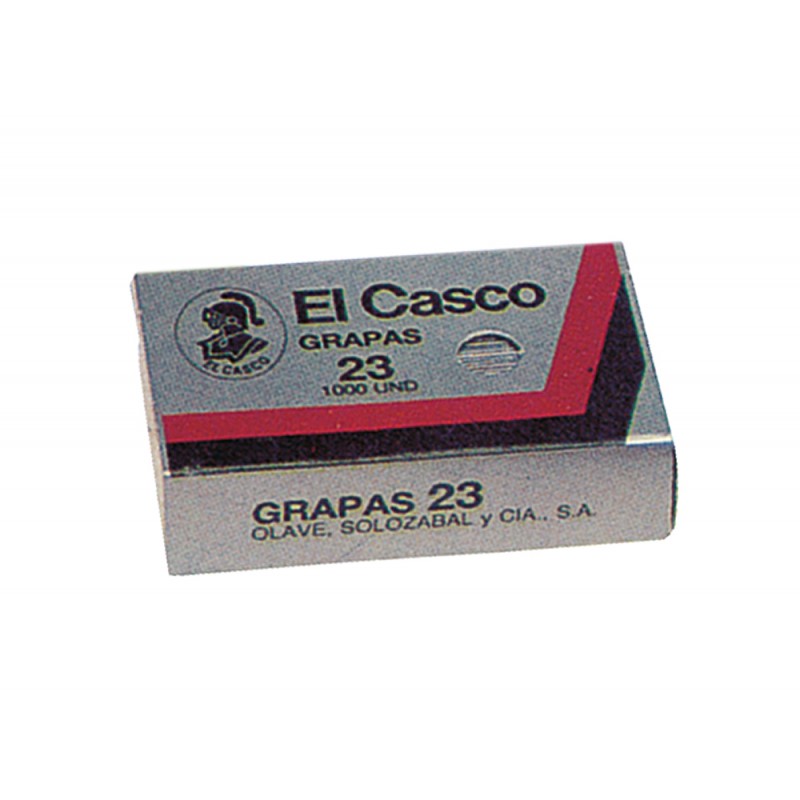 El Casco
GRAPAS
23
1000 UND
EL CASCO
GRAPAS 23
OLAVE, SOLOZABAL y CIA., S.A.